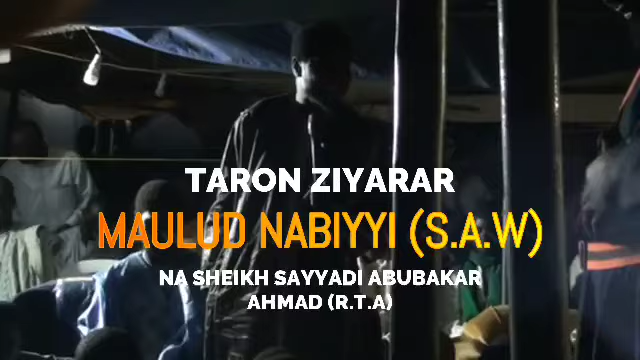 TARON ZIYARAR
MAULUD NABIYYI (S.A.W)
NA SHEIKH SAYYADI ABUBAKAR
AHMAD (R.T.A)